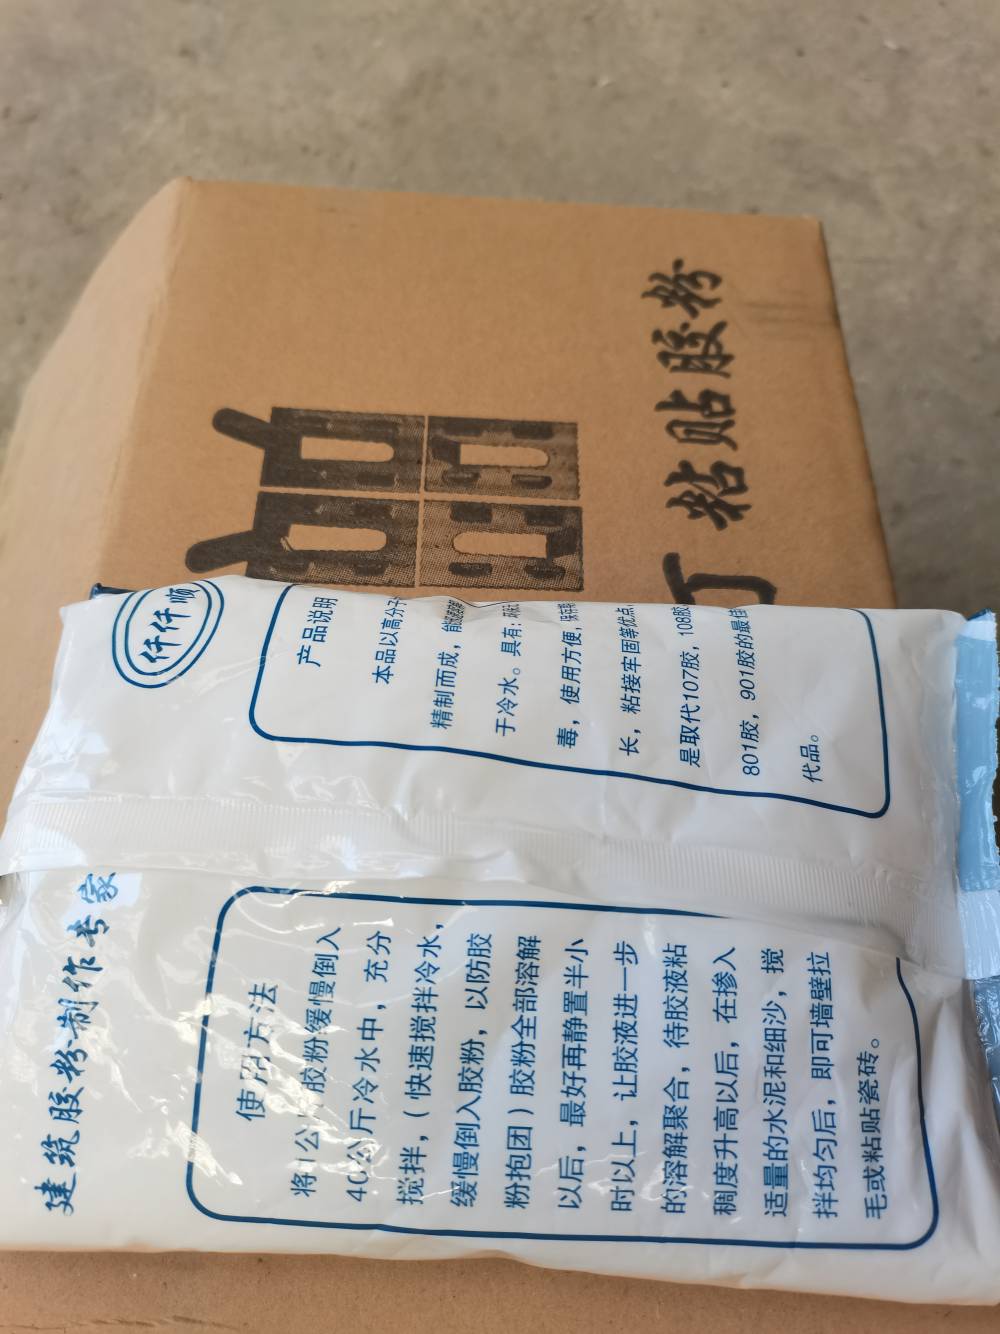 粘贴胶粉
仟仟顺
产品说明
本品以高分子
精制而成,
于冷水。具有:
毒,使用方便,
长,粘接牢固等优点,
是取代107胶,108胶
801胶,901胶的最佳
代品。
建筑胶粉制作专家
使用方法
将1公斤胶粉缓慢倒入
40公斤冷水中,充分
搅拌,(快速搅拌冷水,
缓慢倒入胶粉,以防胶
粉抱团)胶粉全部溶解
以后,最好再静置半小
时以上,让胶液进一步
的溶解聚合,待胶液粘
稠度升高以后,在掺入
适量的水泥和细沙,搅
拌均匀后,即可墙壁拉
毛或粘贴瓷砖。